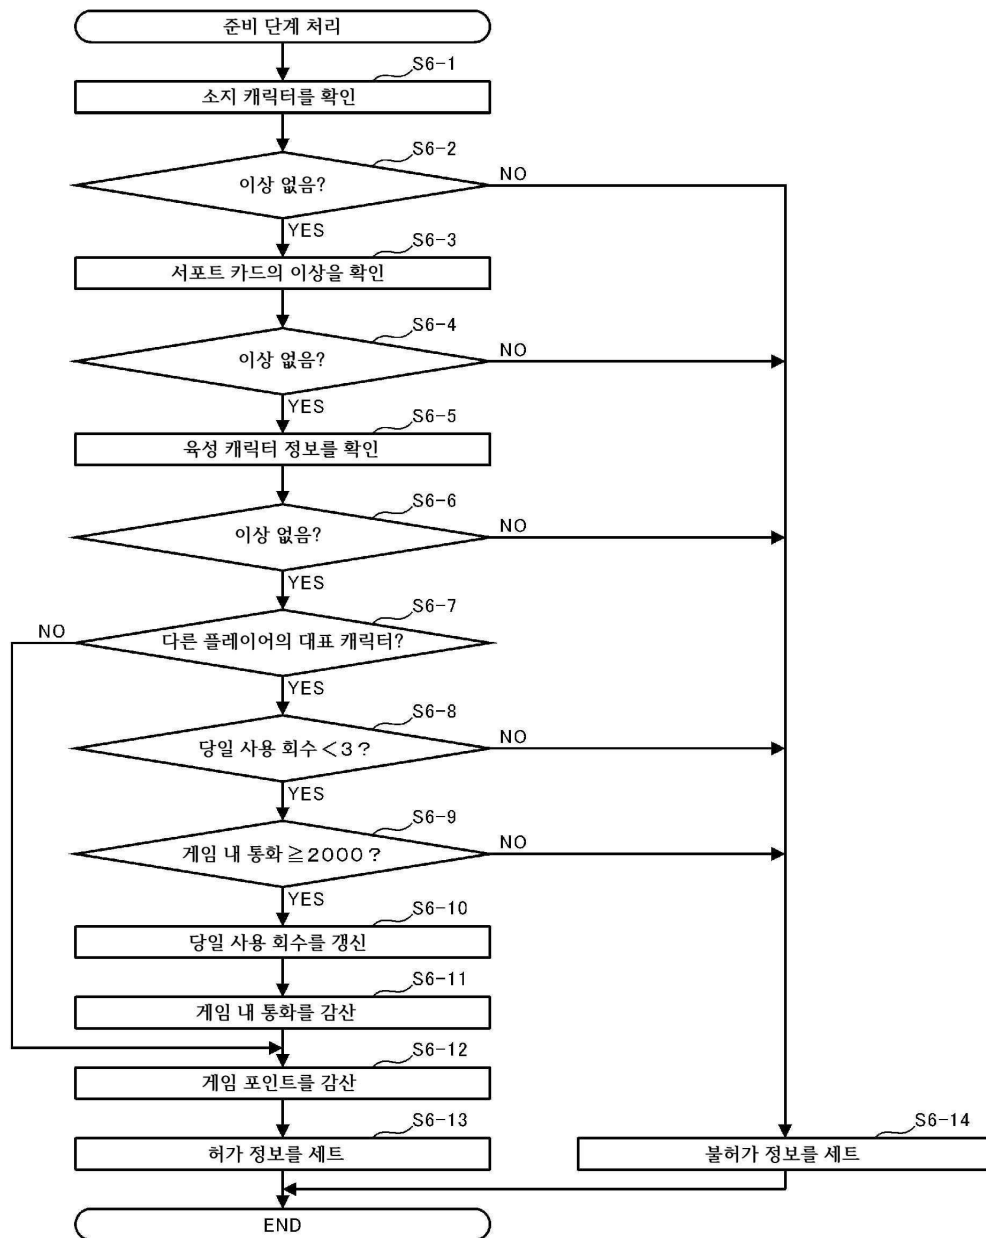 준비 단계 처리
S6-1
소지 캐릭터를 확인
S6-2
이상 없음?
NO
YES
S6-3
서포트 카드의 이상을 확인
S6-4
이상 없음?
NO
YES
S6-5
육성 캐릭터 정보를 확인
S6-6
이상 없음?
NO
YES
S6-7
NO
다른 플레이어의 대표 캐릭터?
YES
S6-8
당일 사용 회수<3?
NO
YES
S6-9
게임 내 통화≧2000?
NO
YES
S6-10
당일 사용 회수를 갱신
S6-11
게임 내 통화를 감산
S6-12
게임 포인트를 감산
S6-13
허가 정보를 세트
S6-14
불허가 정보를 세트
END